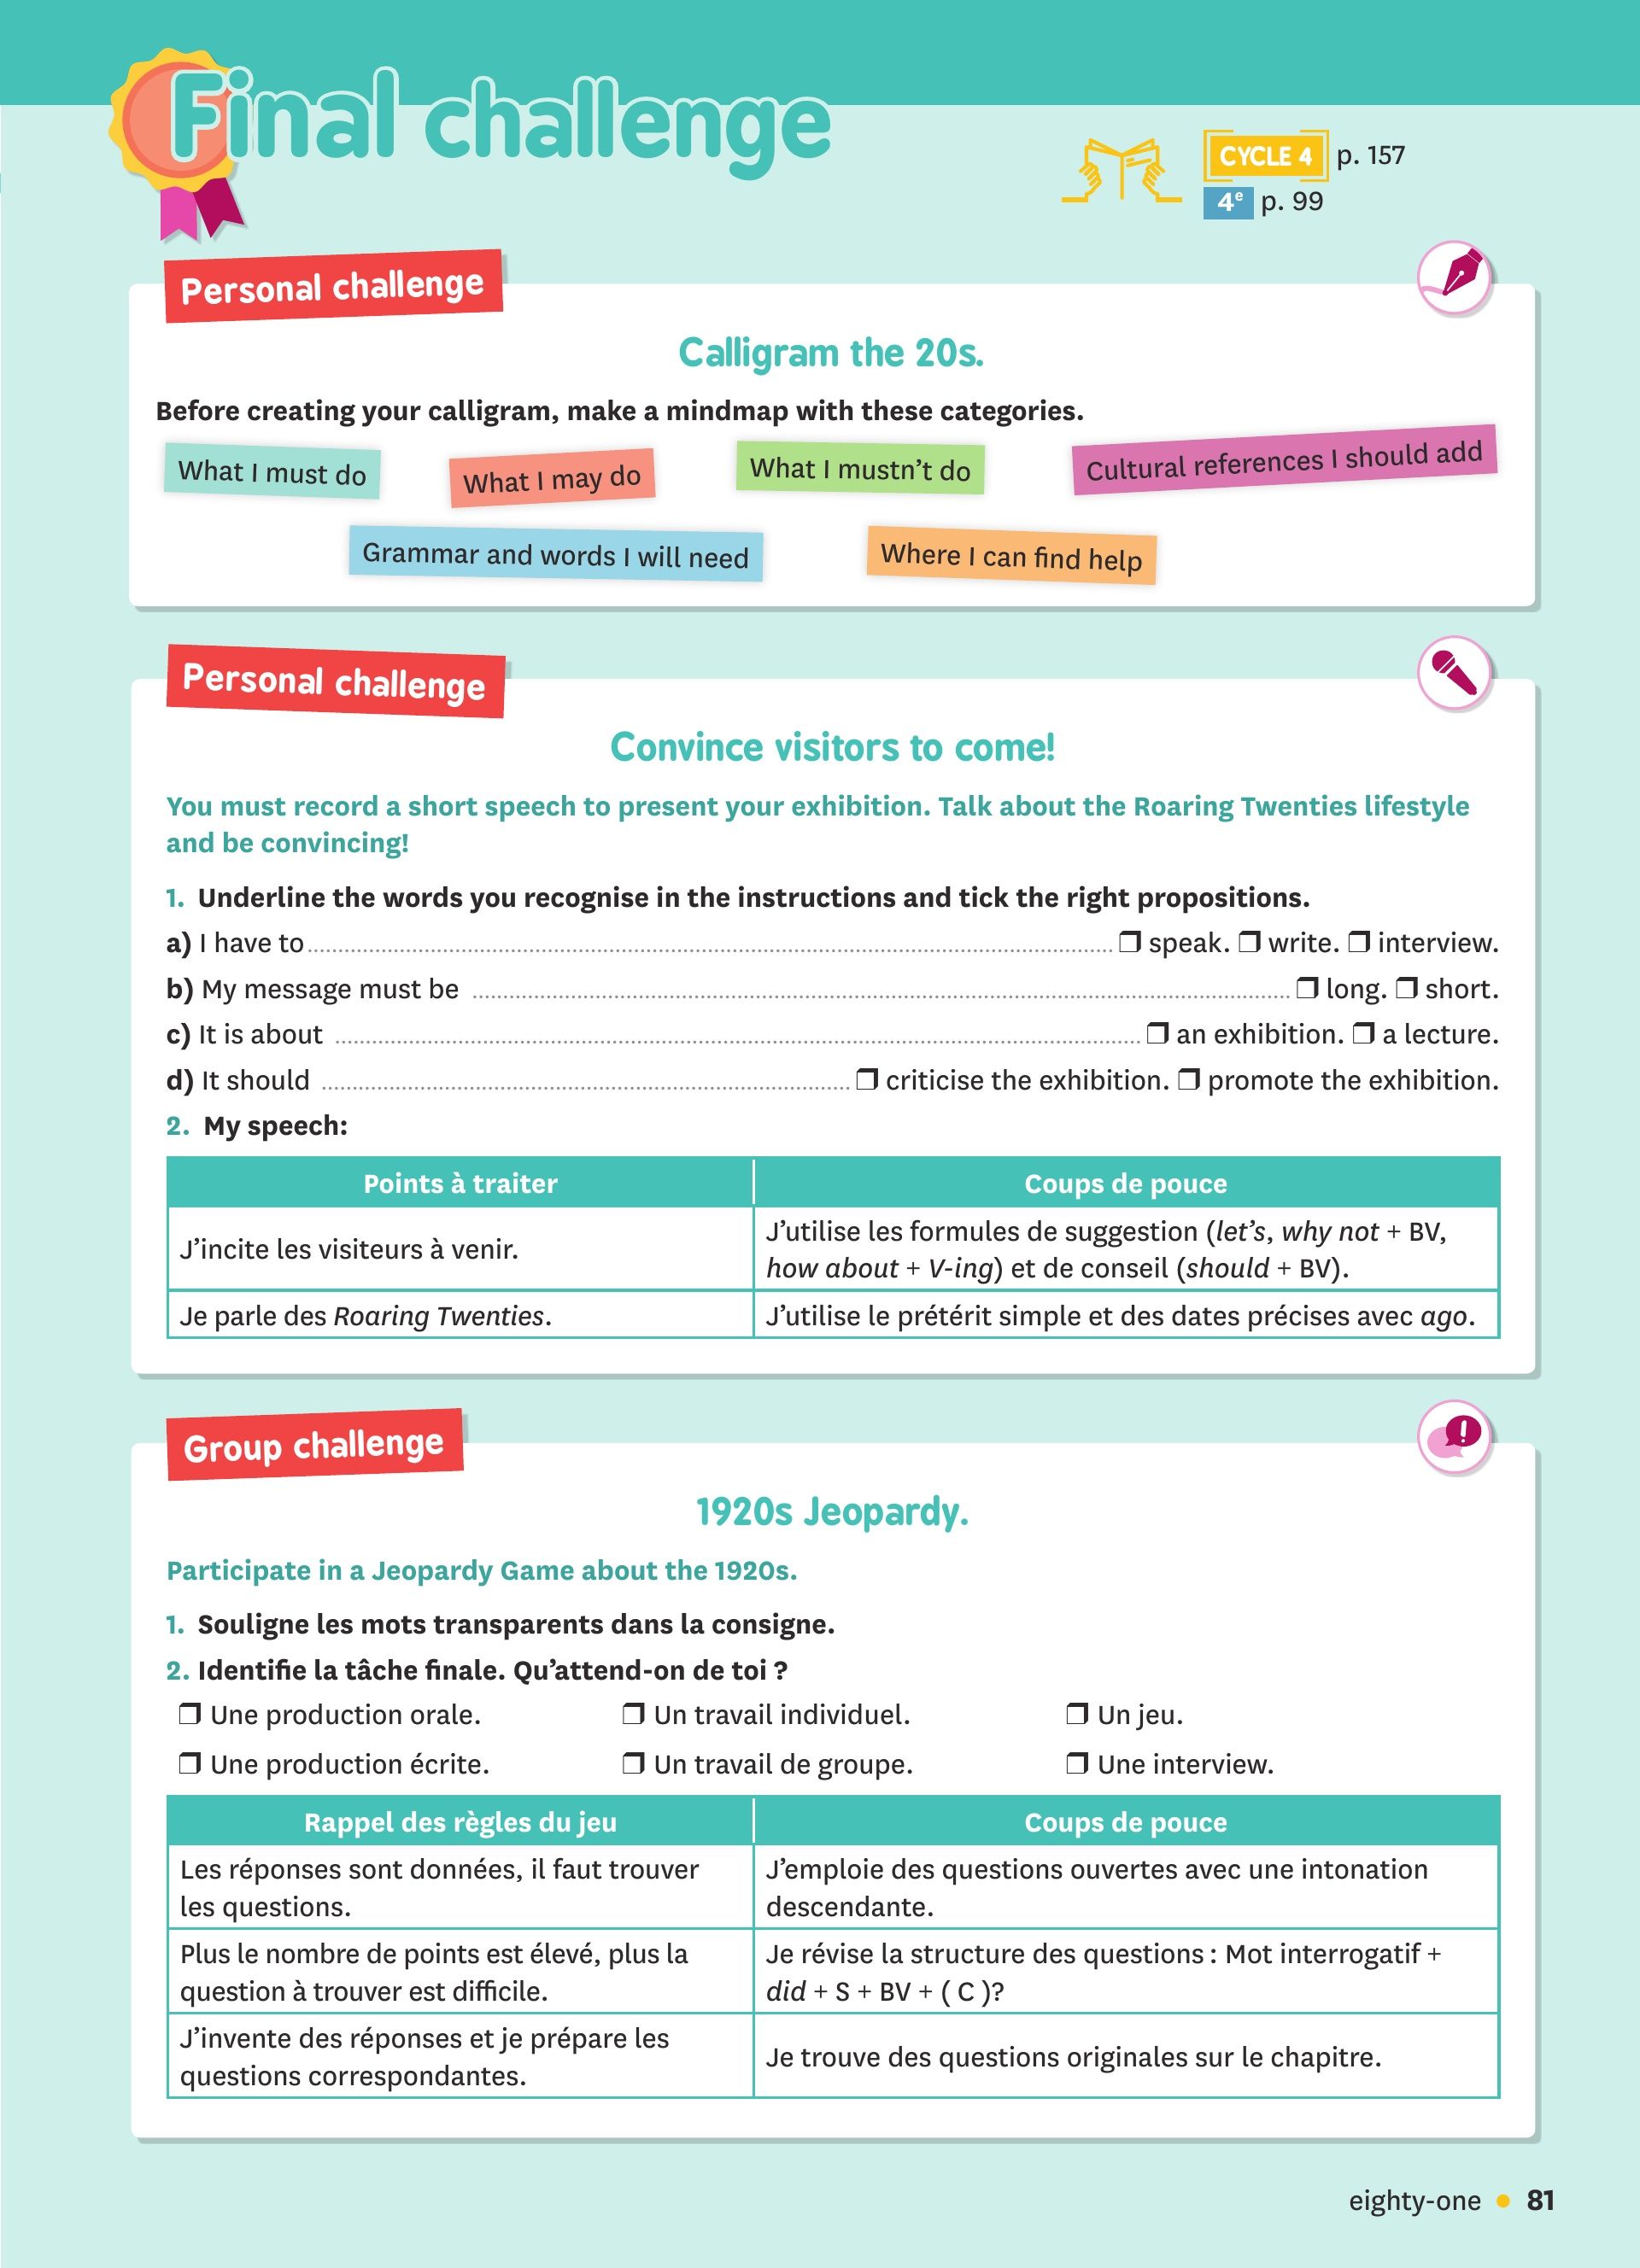 Final challenge
CYCLE 4 p. 157
4e p. 99
Personal challenge
Calligram the 20s.
Before creating your calligram, make a mindmap with these categories.
What I must do
What I may do
What I mustn't do
Cultural references I should add
Grammar and words I will need
Where I can find help
Personal challenge
Convince visitors to come!
You must record a short speech to present your exhibition. Talk about the Roaring Twenties lifestyle
and be convincing!
1. Underline the words you recognise in the instructions and tick the right propositions.
a) I have to ........ ❒ speak. ❒ write. ❒ interview.
b) My message must be ........ ❒ long. ❒ short.
c) It is about ........ ❒ an exhibition. ❒ a lecture.
d) It should ........ ❒ criticise the exhibition. ❒ promote the exhibition.
2. My speech:
Points à traiter
Coups de pouce
J'incite les visiteurs à venir.
J'utilise les formules de suggestion (let's, why not + BV,
how about + V-ing) et de conseil (should + BV).
Je parle des Roaring Twenties.
J'utilise le prétérit simple et des dates précises avec ago.
Group challenge
1920s Jeopardy.
Participate in a Jeopardy Game about the 1920s.
1. Souligne les mots transparents dans la consigne.
2. Identifie la tâche finale. Qu'attend-on de toi ?
❒ Une production orale. ❒ Un travail individuel. ❒ Un jeu.
❒ Une production écrite. ❒ Un travail de groupe. ❒ Une interview.
Rappel des règles du jeu
Coups de pouce
Les réponses sont données, il faut trouver
les questions.
J'emploie des questions ouvertes avec une intonation
descendante.
Plus le nombre de points est élevé, plus la
question à trouver est difficile.
Je révise la structure des questions : Mot interrogatif +
did + S + BV + ( C )?
J'invente des réponses et je prépare les
questions correspondantes.
Je trouve des questions originales sur le chapitre.
eighty-one • 81